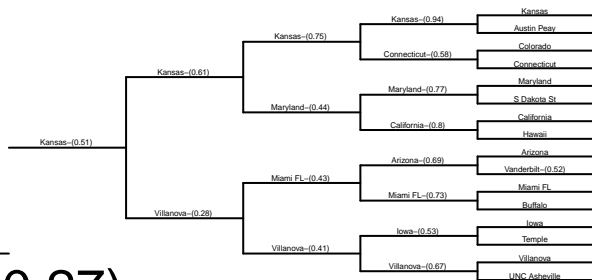 Kansas
Kansas–(0.94)
Austin Peay
Kansas–(0.75)
Colorado
Connecticut–(0.58)
Connecticut
Kansas–(0.61)
Maryland
Maryland–(0.77)
S Dakota St
Maryland–(0.44)
California
California–(0.8)
Hawaii
Kansas–(0.51)
Arizona
Arizona–(0.69)
Vanderbilt–(0.52)
Miami FL–(0.43)
Miami FL
Miami FL–(0.73)
Buffalo
Villanova–(0.28)
Iowa
Iowa–(0.53)
Temple
Villanova–(0.41)
Villanova
Villanova–(0.67)
UNC Asheville